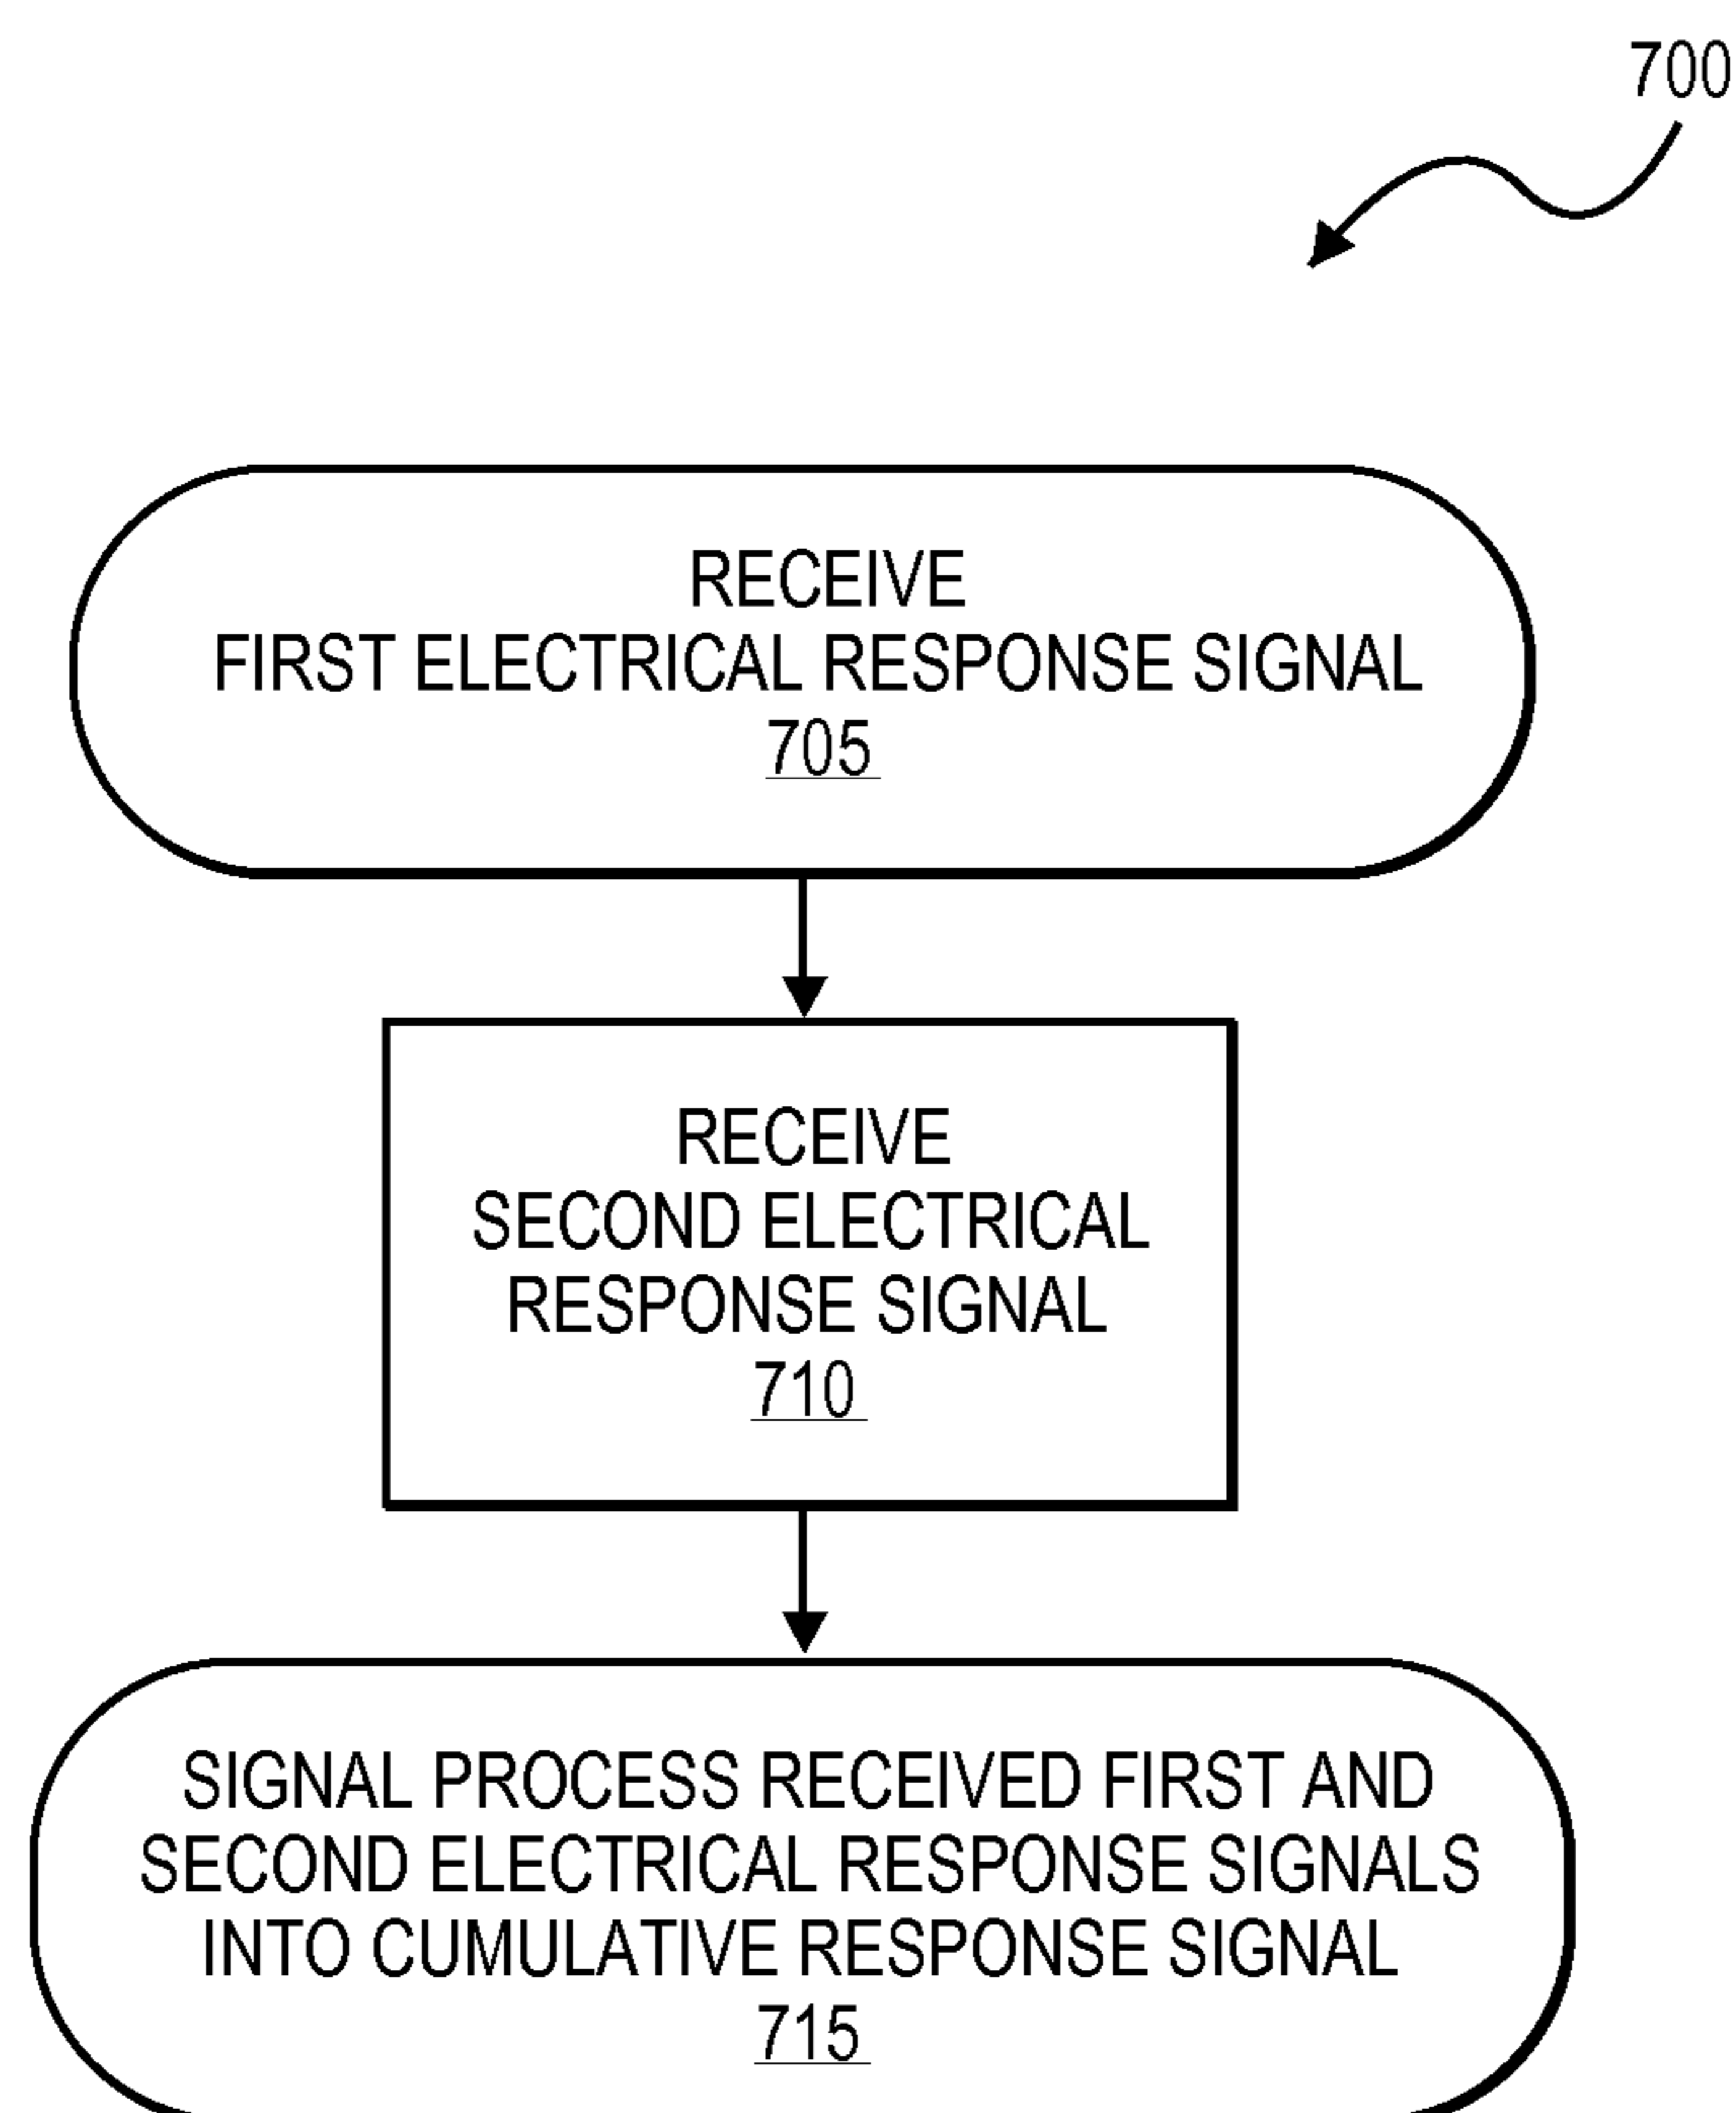 700
RECEIVE
FIRST ELECTRICAL RESPONSE SIGNAL
705
RECEIVE
SECOND ELECTRICAL
RESPONSE SIGNAL
710
SIGNAL PROCESS RECEIVED FIRST AND
SECOND ELECTRICAL RESPONSE SIGNALS
INTO CUMULATIVE RESPONSE SIGNAL
715